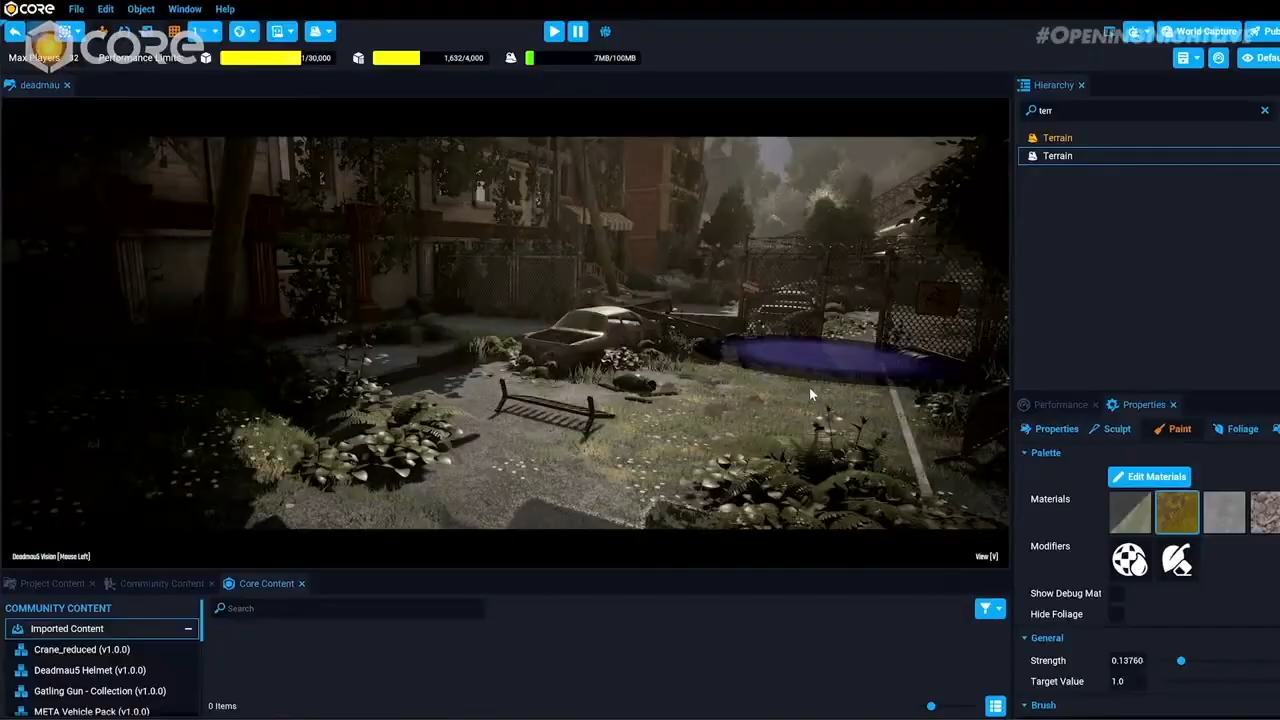 CORE File Edit Object Window Help
CORE
#OPENINGNIGHTLIVE World Capture
Max Players: 32 Performance Limits: 1/30,000 1,632/4,000 7MB/100MB
deadmau
Hierarchy
terr
Terrain
Terrain
Performance Properties
Properties Sculpt Paint Foliage
Palette
Edit Materials
Materials
Modifiers
Show Debug Mat
Hide Foliage
General
Strength 0.13760
Target Value 1.0
Brush
Deadmau5 Vision [Mouse Left] View [V]
Project Content Community Content Core Content
COMMUNITY CONTENT
Search
Imported Content
Crane_reduced (v1.0.0)
Deadmau5 Helmet (v1.0.0)
Gatling Gun - Collection (v1.0.0)
META Vehicle Pack (v1.0.0)
0 Items